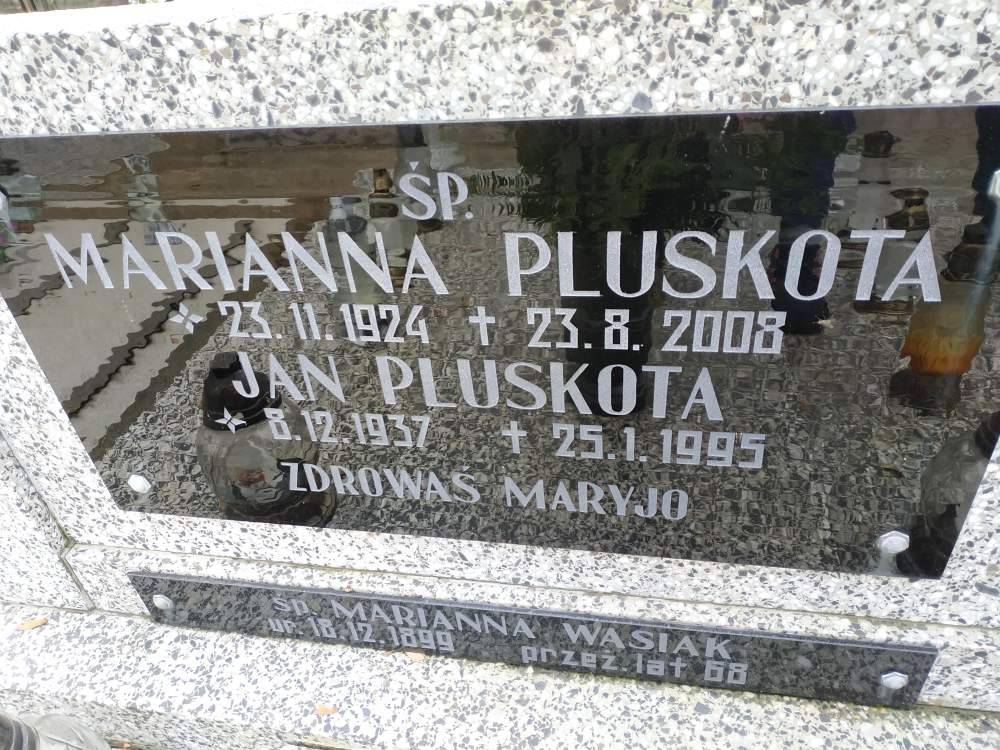 ŚP.
MARIANNA PLUSKOTA
23.11.1924 † 23.8.2008
JAN PLUSKOTA
8.12.1937 † 25.1.1995
ZDROWAŚ MARYJO
śp. MARIANNA WASIAK
ur. 18.12.1899 przeż. lat 68